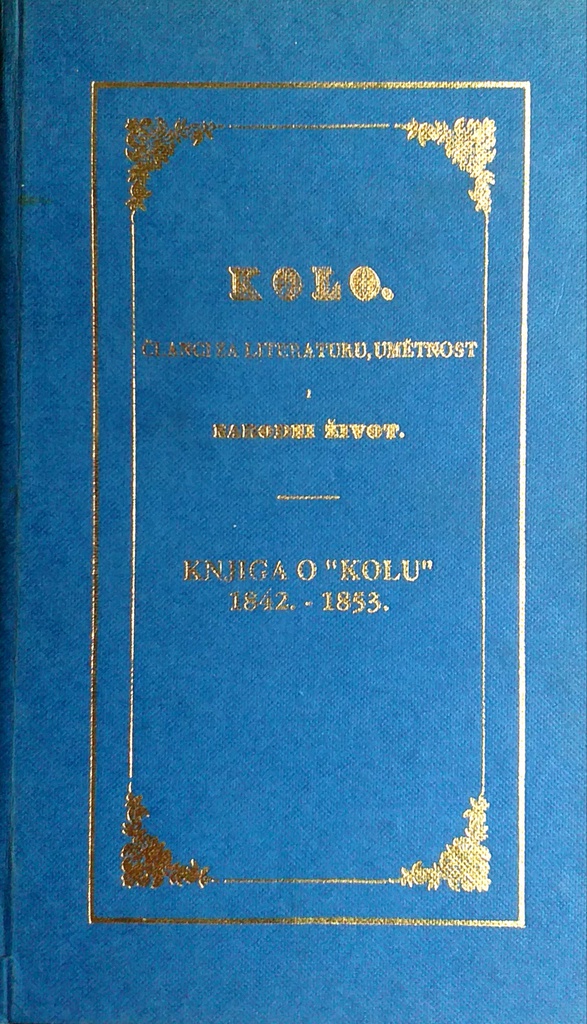 KOLO.
ČLANCI ZA LITERATURU, UMĚTNOST
I
NARODNI ŽIVOT.
KNJIGA O "KOLU"
1842. - 1853.